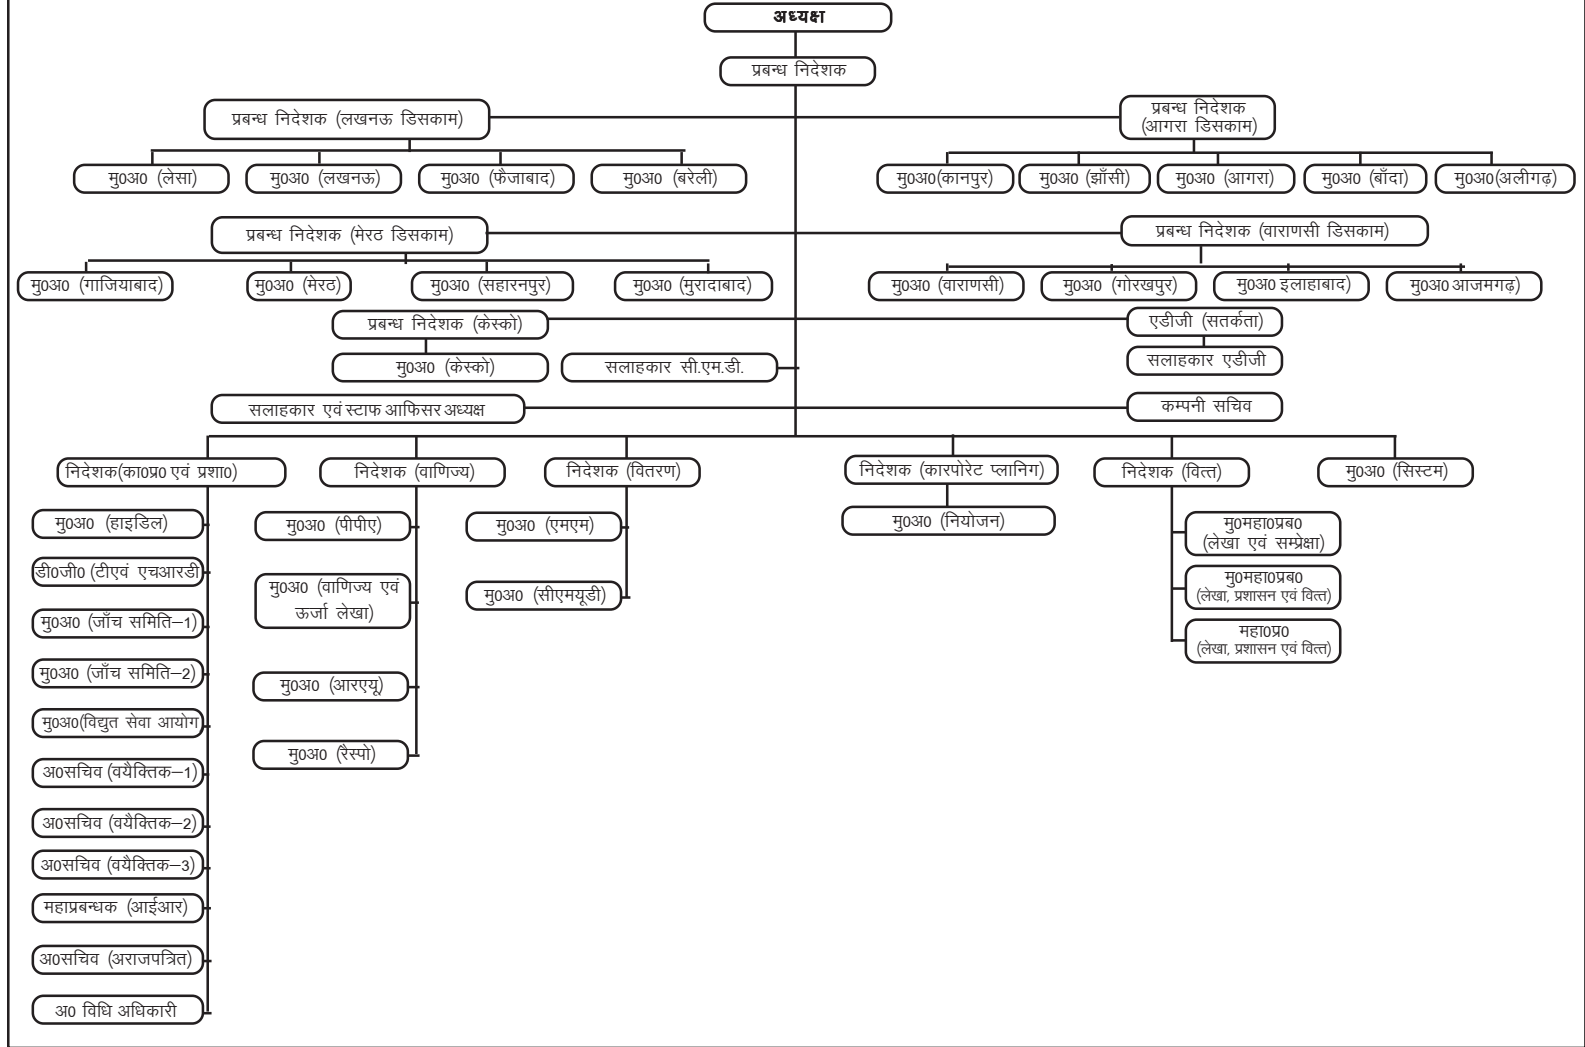 अध्यक्ष
प्रबन्ध निदेशक
प्रबन्ध निदेशक (लखनऊ डिसकाम)
प्रबन्ध निदेशक
(आगरा डिसकाम)
मु0अ0 (लेसा)
मु0अ0 (लखनऊ)
मु0अ0 (फैजाबाद)
मु0अ0 (बरेली)
मु0अ0(कानपुर)
मु0अ0 (झाँसी)
मु0अ0 (आगरा)
मु0अ0 (बाँदा)
मु0अ0(अलीगढ़)
प्रबन्ध निदेशक (मेरठ डिसकाम)
प्रबन्ध निदेशक (वाराणसी डिसकाम)
मु0अ0 (गाजियाबाद)
मु0अ0 (मेरठ)
मु0अ0 (सहारनपुर)
मु0अ0 (मुरादाबाद)
मु0अ0 (वाराणसी)
मु0अ0 (गोरखपुर)
मु0अ0 इलाहाबाद)
मु0अ0 आजमगढ़)
प्रबन्ध निदेशक (केस्को)
एडीजी (सतर्कता)
मु0अ0 (केस्को)
सलाहकार सी.एम.डी.
सलाहकार एडीजी
सलाहकार एवं स्टाफ आफिसर अध्यक्ष
कम्पनी सचिव
निदेशक(का0प्र0 एवं प्रशा0)
निदेशक (वाणिज्य)
निदेशक (वितरण)
निदेशक (कारपोरेट प्लानिग)
निदेशक (वित्त)
मु0अ0 (सिस्टम)
मु0अ0 (हाइडिल)
डी0जी0 (टीएवं एचआरडी
मु0अ0 (जाँच समिति–1)
मु0अ0 (जाँच समिति–2)
मु0अ0(विद्युत सेवा आयोग
अ0सचिव (वयैक्तिक–1)
अ0सचिव (वयैक्तिक–2)
अ0सचिव (वयैक्तिक–3)
महाप्रबन्धक (आईआर)
अ0सचिव (अराजपत्रित)
अ0 विधि अधिकारी
मु0अ0 (पीपीए)
मु0अ0 (वाणिज्य एवं
ऊर्जा लेखा)
मु0अ0 (आरएयू)
मु0अ0 (रैस्पो)
मु0अ0 (एमएम)
मु0अ0 (सीएमयूडी)
मु0अ0 (नियोजन)
मु0महा0प्रब0
(लेखा एवं सम्प्रेक्षा)
मु0महा0प्रब0
(लेखा, प्रशासन एवं वित्त)
महा0प्र0
(लेखा, प्रशासन एवं वित्त)